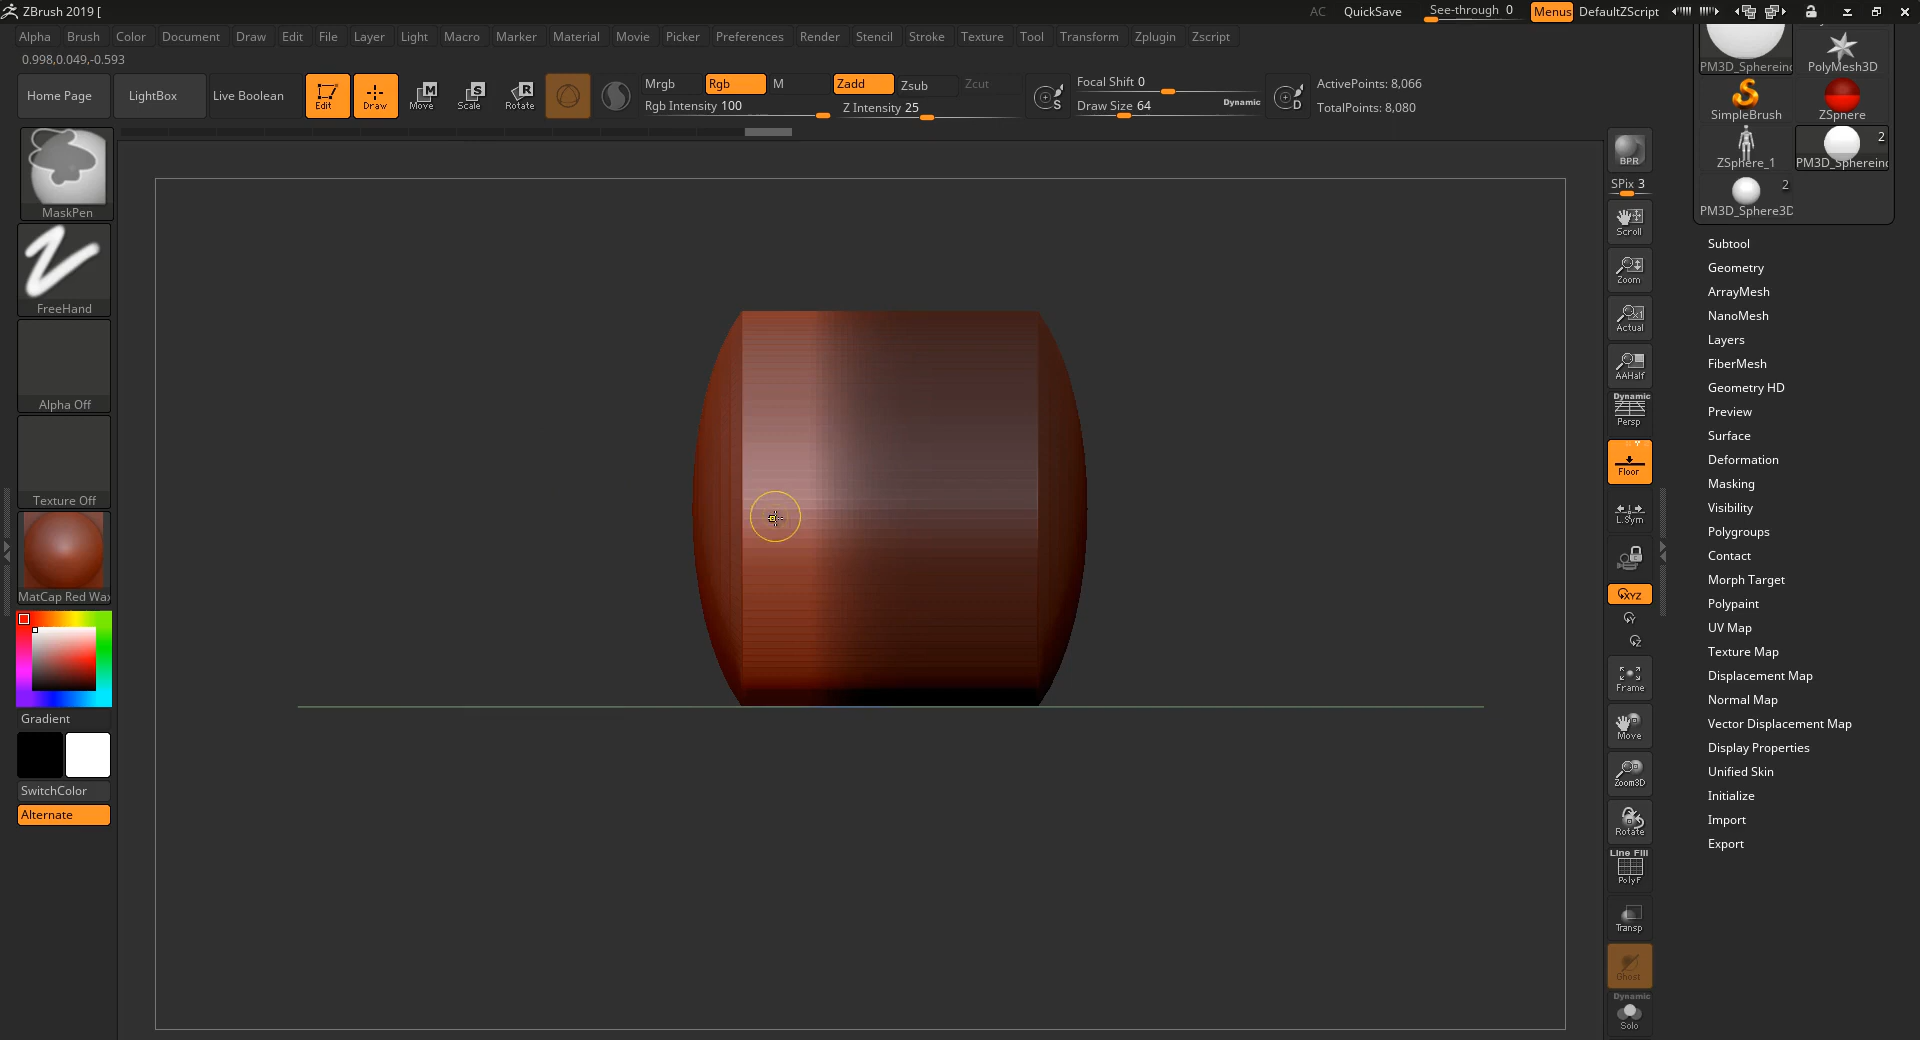 ZBrush 2019 [
AC
QuickSave
See-through 0
Menus
DefaultZScript
Alpha
Brush
Color
Document
Draw
Edit
File
Layer
Light
Macro
Marker
Material
Movie
Picker
Preferences
Render
Stencil
Stroke
Texture
Tool
Transform
Zplugin
Zscript
0.998,0.049,-0.593
Home Page
LightBox
Live Boolean
Edit
Draw
Move
Scale
Rotate
Mrgb
Rgb
M
Zadd
Zsub
Zcut
Rgb Intensity 100
Z Intensity 25
Focal Shift 0
Draw Size 64
Dynamic
ActivePoints: 8,066
TotalPoints: 8,080
MaskPen
FreeHand
Alpha Off
Texture Off
MatCap Red Wax
Gradient
SwitchColor
Alternate
BPR
SPix 3
Scroll
Zoom
Actual
AAHalf
Dynamic
Persp
Floor
L.Sym
XYZ
Y
Z
Frame
Move
Zoom3D
Rotate
Line Fill
PolyF
Transp
Ghost
Dynamic
Solo
PM3D_Sphereinc
PolyMesh3D
SimpleBrush
ZSphere
ZSphere_1
2
PM3D_Sphereinc
2
PM3D_Sphere3D
Subtool
Geometry
ArrayMesh
NanoMesh
Layers
FiberMesh
Geometry HD
Preview
Surface
Deformation
Masking
Visibility
Polygroups
Contact
Morph Target
Polypaint
UV Map
Texture Map
Displacement Map
Normal Map
Vector Displacement Map
Display Properties
Unified Skin
Initialize
Import
Export